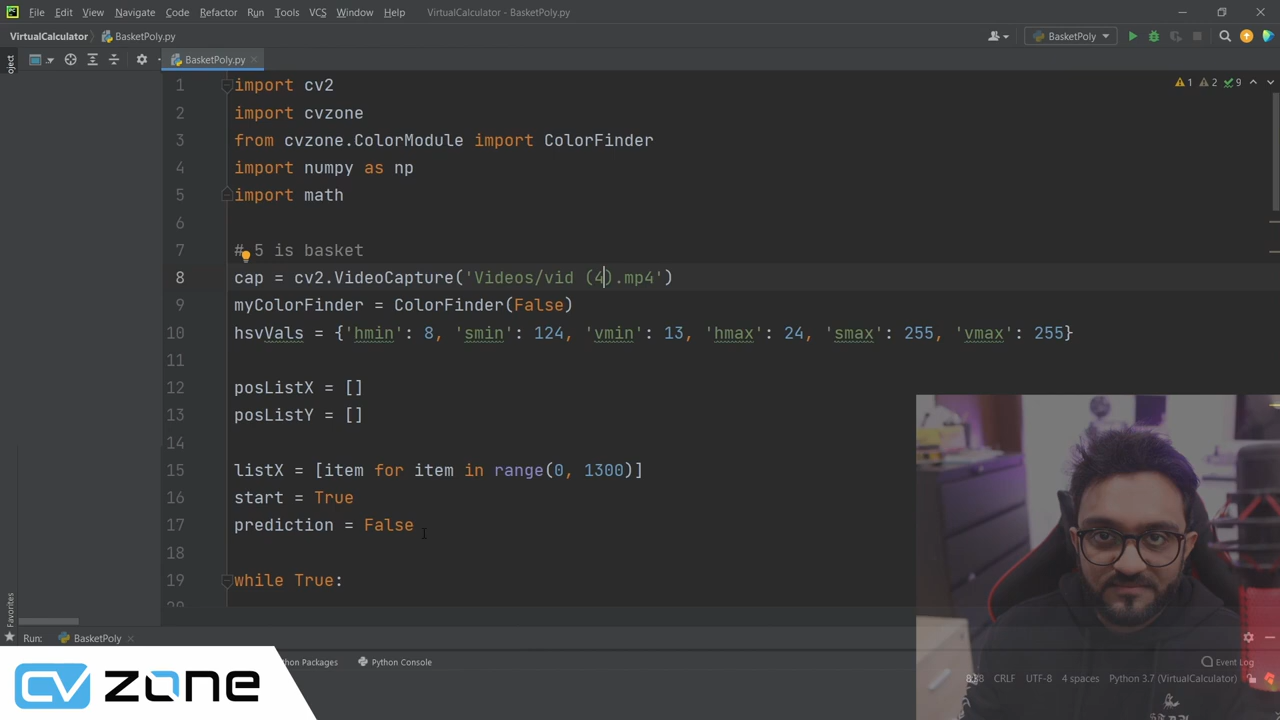 File Edit View Navigate Code Refactor Run Tools VCS Window Help VirtualCalculator - BasketPoly.py
VirtualCalculator BasketPoly.py BasketPoly
BasketPoly.py
1 import cv2
2 import cvzone
3 from cvzone.ColorModule import ColorFinder
4 import numpy as np
5 import math
6
7 # 5 is basket
8 cap = cv2.VideoCapture('Videos/vid (4).mp4')
9 myColorFinder = ColorFinder(False)
10 hsvVals = {'hmin': 8, 'smin': 124, 'vmin': 13, 'hmax': 24, 'smax': 255, 'vmax': 255}
11
12 posListX = []
13 posListY = []
14
15 listX = [item for item in range(0, 1300)]
16 start = True
17 prediction = False
18
19 while True:
1 2 9
Favorites
Run: BasketPoly
Packages Python Console Event Log
CRLF UTF-8 4 spaces Python 3.7 (VirtualCalculator)
CV zone